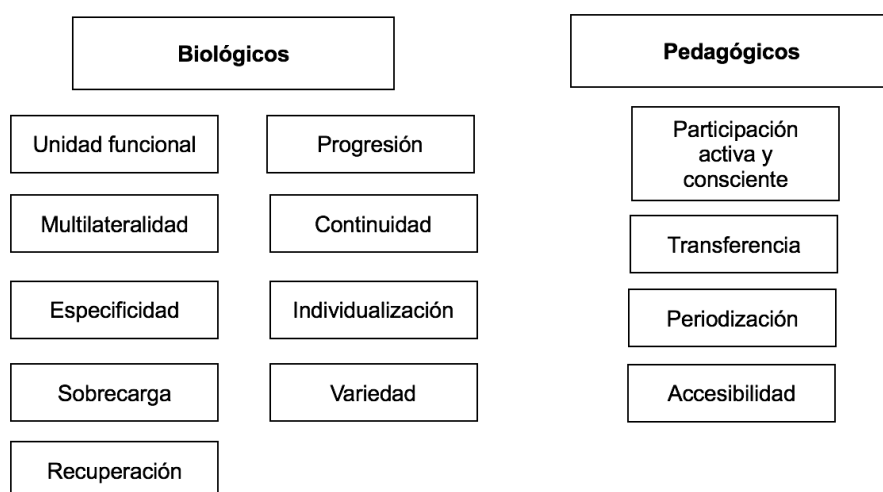 Biológicos
Unidad funcional
Progresión
Multilateralidad
Continuidad
Especificidad
Individualización
Sobrecarga
Variedad
Recuperación
Pedagógicos
Participación
activa y
consciente
Transferencia
Periodización
Accesibilidad